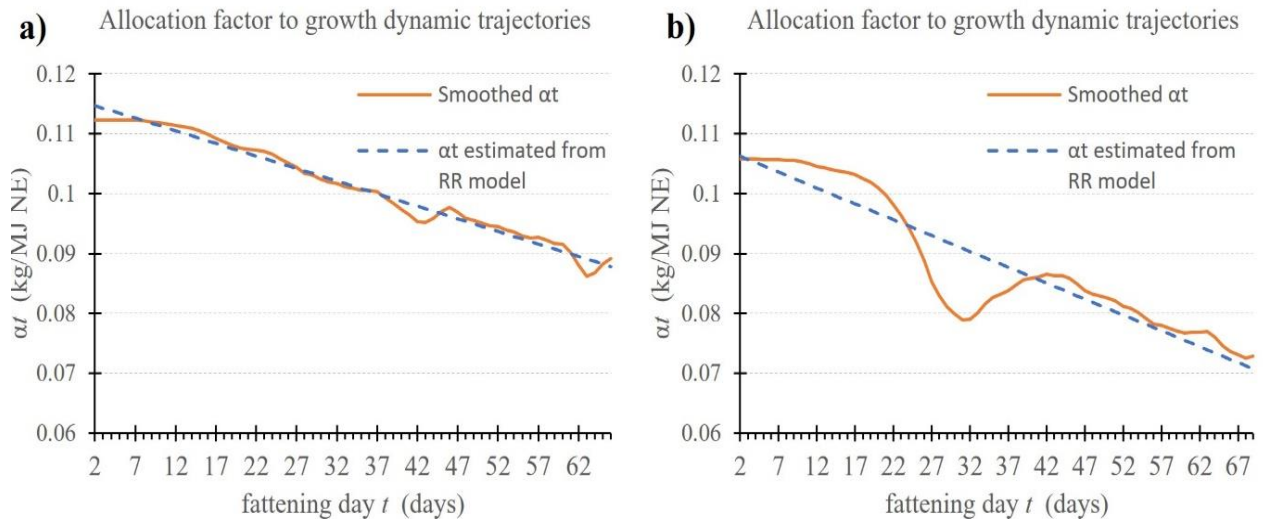 a)
Allocation factor to growth dynamic trajectories
0.12
0.11
0.1
0.09
0.08
0.07
0.06
αt (kg/MJ NE)
Smoothed αt
αt estimated from
RR model
2 7 12 17 22 27 32 37 42 47 52 57 62
fattening day t (days)
b)
Allocation factor to growth dynamic trajectories
0.12
0.11
0.1
0.09
0.08
0.07
0.06
αt (kg/MJ NE)
Smoothed αt
αt estimated from
RR model
2 7 12 17 22 27 32 37 42 47 52 57 62 67
fattening day t (days)